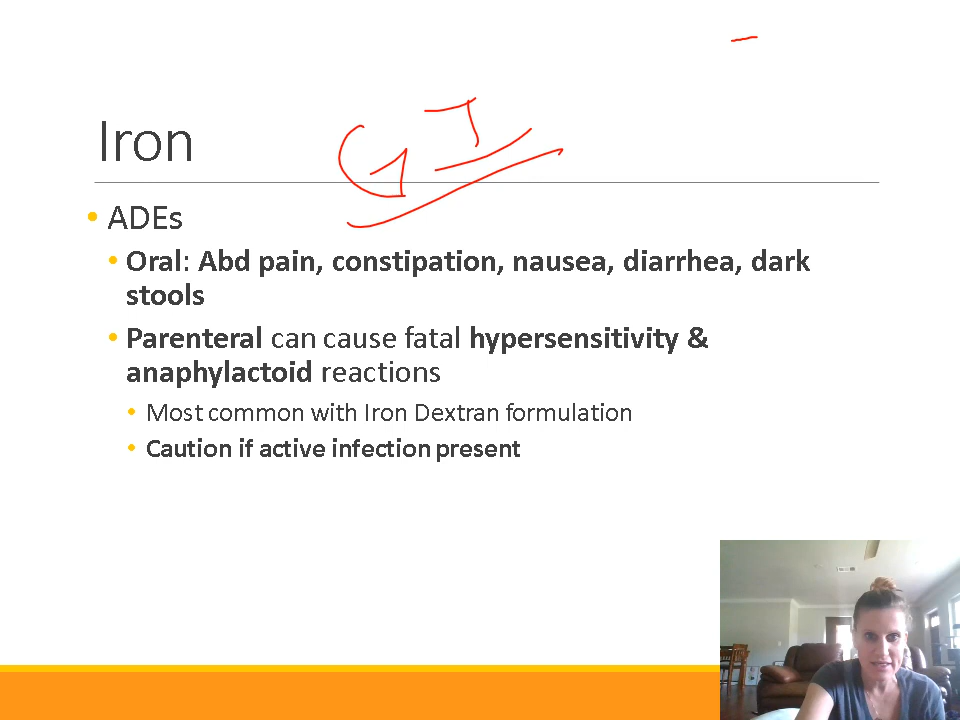 GI
Iron
• ADEs
• Oral: Abd pain, constipation, nausea, diarrhea, dark
stools
• Parenteral can cause fatal hypersensitivity &
anaphylactoid reactions
• Most common with Iron Dextran formulation
• Caution if active infection present